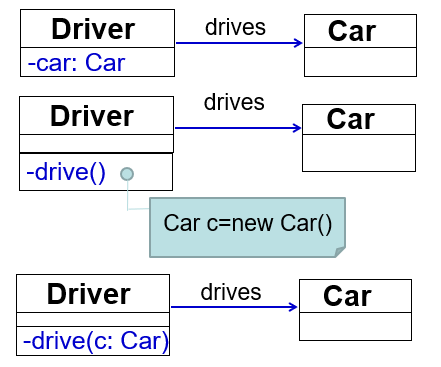 Driver drives Car
-car: Car
Driver drives Car
-drive()
Car c=new Car()
Driver drives Car
-drive(c: Car)